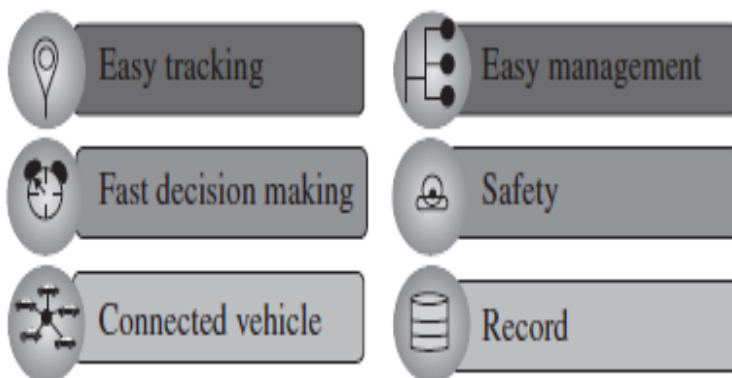 Easy tracking
Easy management
Fast decision making
Safety
Connected vehicle
Record